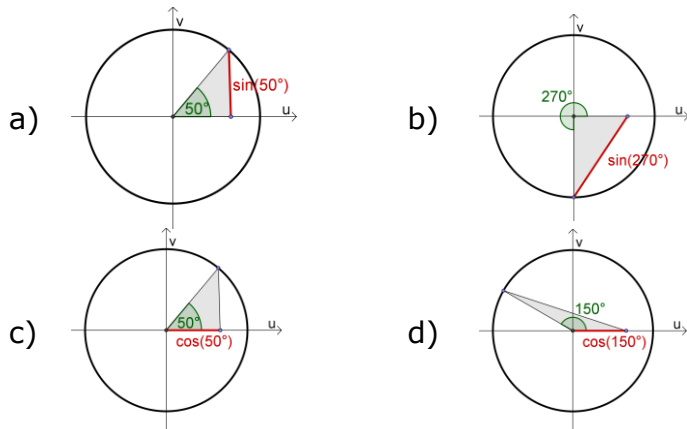 a)
v
sin(50°)
50°
u
b)
v
270°
u
sin(270°)
c)
v
50°
u
cos(50°)
d)
v
150°
u
cos(150°)